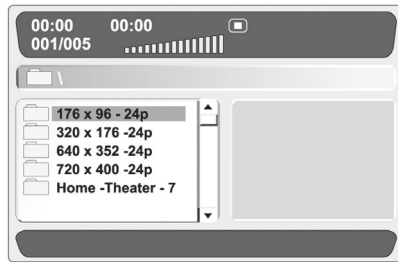 00:00 00:00
001/005
\
176 x 96 - 24p
320 x 176 -24p
640 x 352 -24p
720 x 400 -24p
Home -Theater - 7